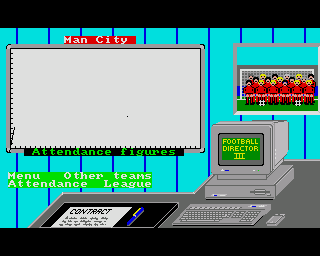 Man City
FOOTBALL
DIRECTOR
III
Attendance figures
Menu Other teams
Attendance League
CONTRACT